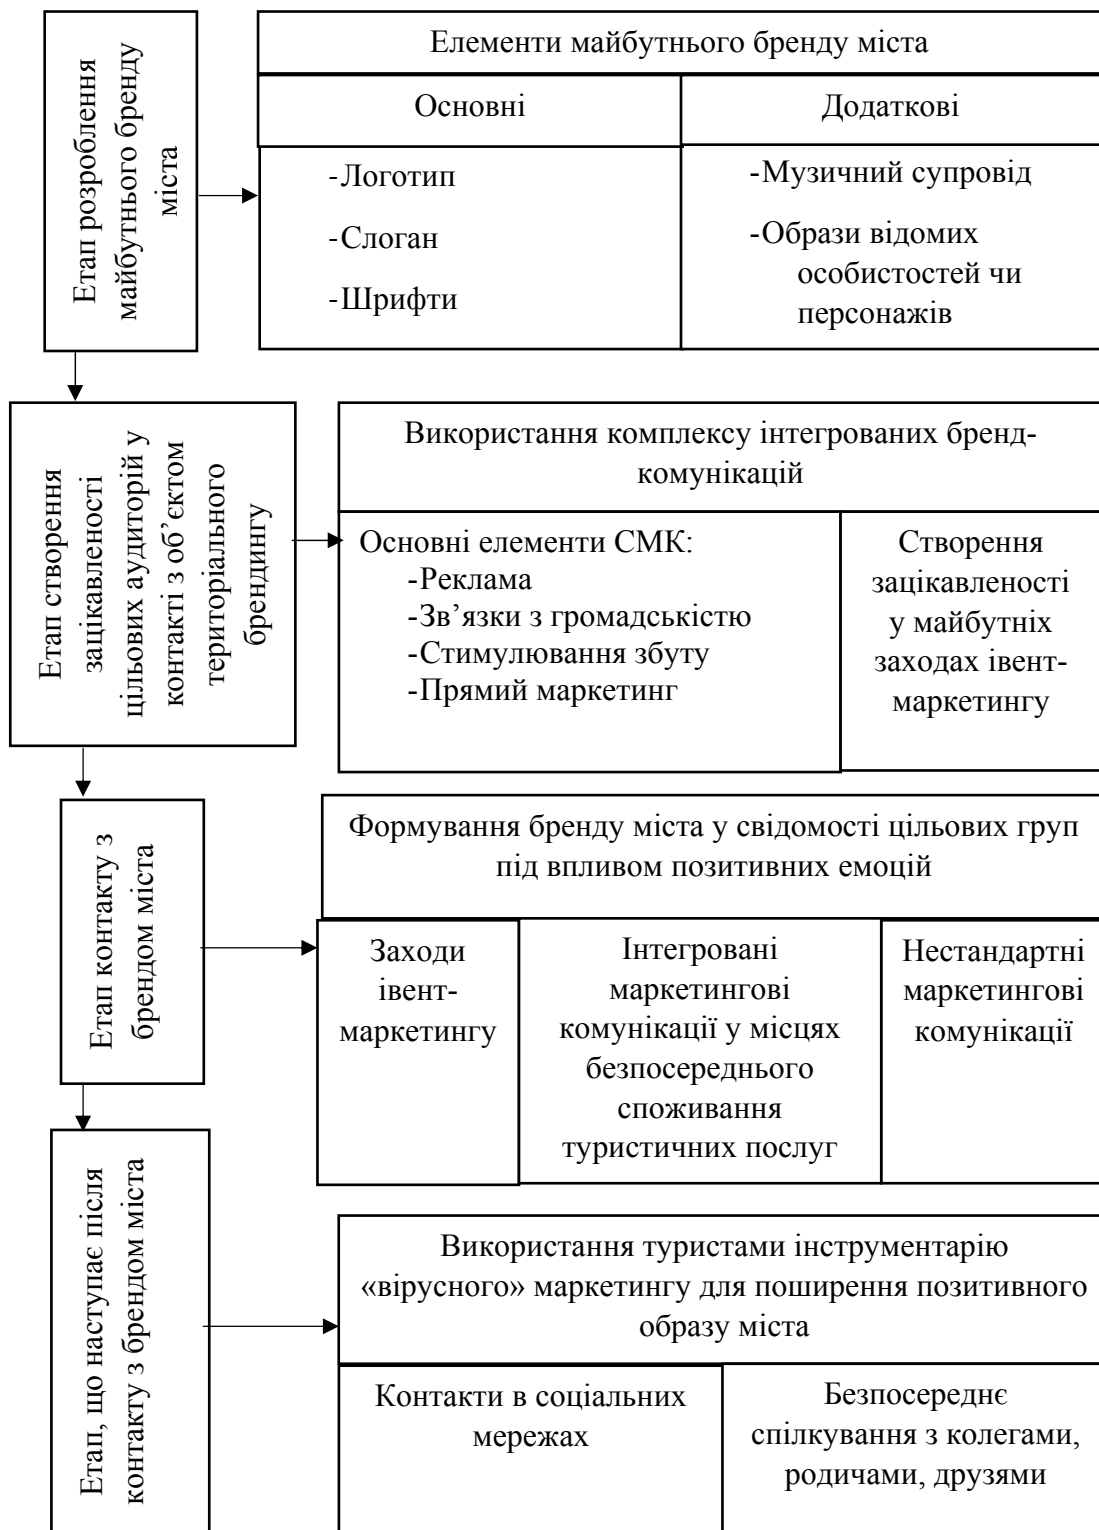 Етап розроблення
майбутнього бренду
міста
Елементи майбутнього бренду міста
Основні
Додаткові
-Логотип
-Слоган
-Шрифти
-Музичний супровід
-Образи відомих
особистостей чи
персонажів
Етап створення
зацікавленості
цільових аудиторій у
контакті з об’єктом
територіального
брендингу
Використання комплексу інтегрованих бренд-
комунікацій
Основні елементи СМК:
-Реклама
-Зв’язки з громадськістю
-Стимулювання збуту
-Прямий маркетинг
Створення
зацікавленості
у майбутніх
заходах івент-
маркетингу
Етап контакту з
брендом міста
Формування бренду міста у свідомості цільових груп
під впливом позитивних емоцій
Заходи
івент-
маркетингу
Інтегровані
маркетингові
комунікації у місцях
безпосереднього
споживання
туристичних послуг
Нестандартні
маркетингові
комунікації
Етап, що наступає після
контакту з брендом міста
Використання туристами інструментарію
«вірусного» маркетингу для поширення позитивного
образу міста
Контакти в соціальних
мережах
Безпосереднє
спілкування з колегами,
родичами, друзями